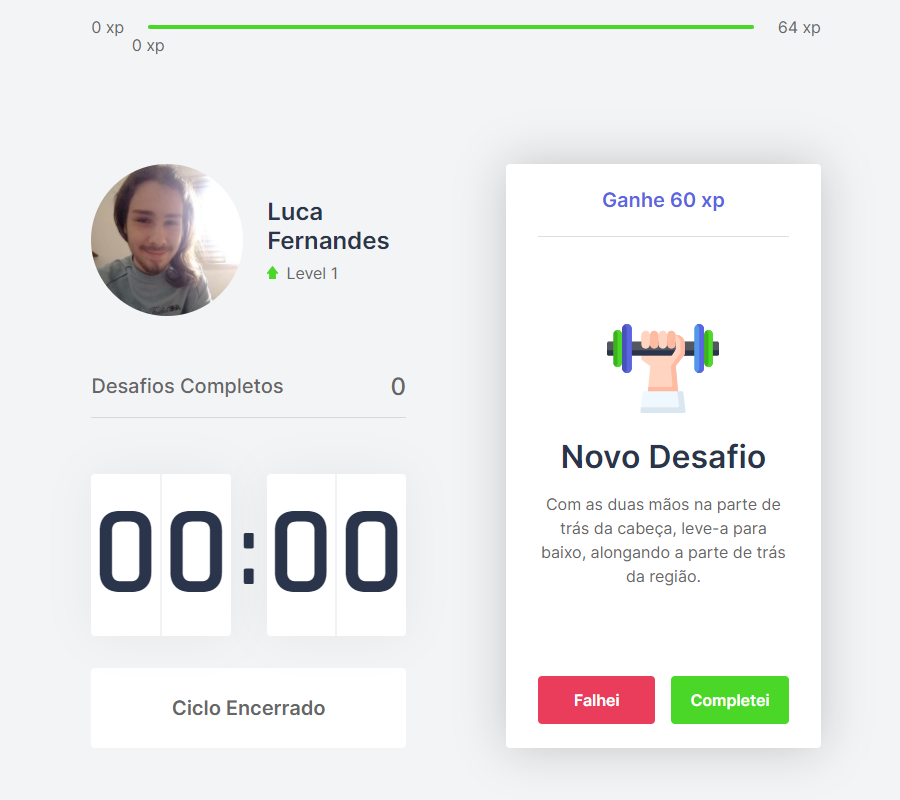 0 xp
64 xp
0 xp
Luca
Fernandes
Level 1
Desafios Completos
0
00:00
Ciclo Encerrado
Ganhe 60 xp
Novo Desafio
Com as duas mãos na parte de
trás da cabeça, leve-a para
baixo, alongando a parte de trás
da região.
Falhei
Completei